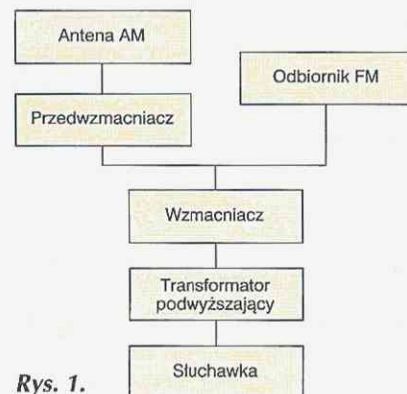 Antena AM
Odbiornik FM
Przedwzmacniacz
Wzmacniacz
Transformator
podwyższający
Słuchawka
Rys. 1.